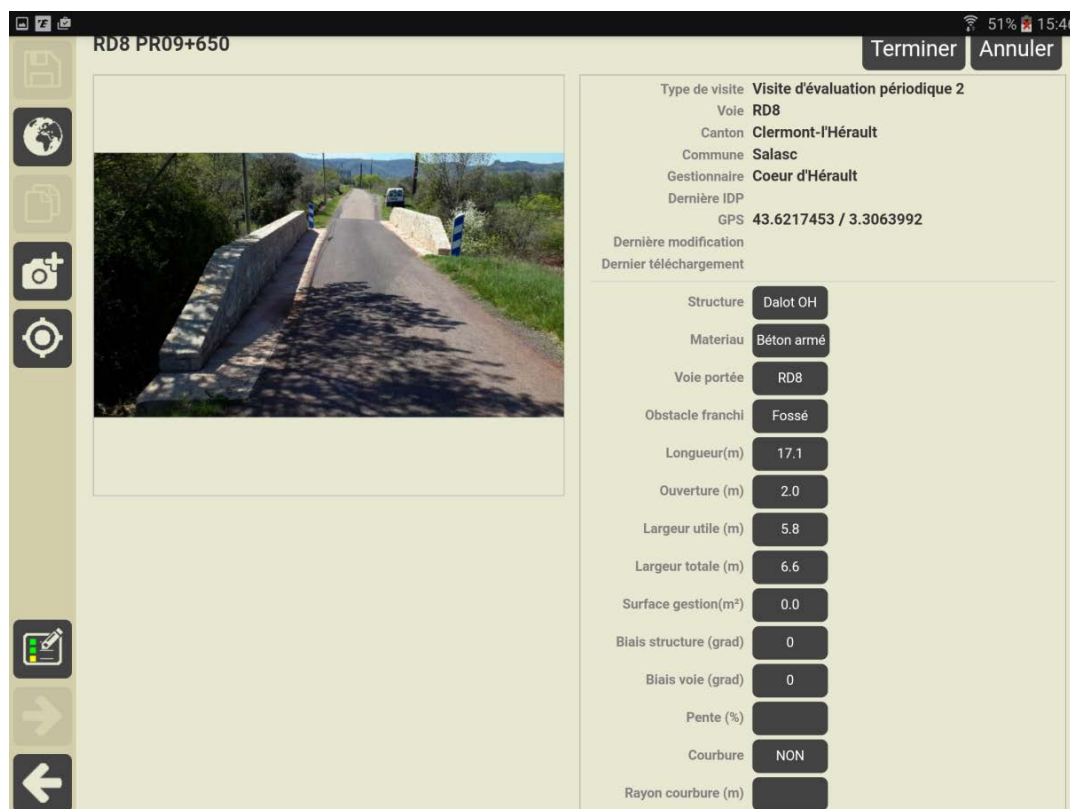 51% 15:46
RD8 PR09+650
Terminer Annuler
Type de visite Visite d'évaluation périodique 2
Voie RD8
Canton Clermont-l'Hérault
Commune Salasc
Gestionnaire Coeur d'Hérault
Dernière IDP
GPS 43.6217453 / 3.3063992
Dernière modification
Dernier téléchargement
Structure Dalot OH
Materiau Béton armé
Voie portée RD8
Obstacle franchi Fossé
Longueur(m) 17.1
Ouverture (m) 2.0
Largeur utile (m) 5.8
Largeur totale (m) 6.6
Surface gestion(m²) 0.0
Biais structure (grad) 0
Biais voie (grad) 0
Pente (%)
Courbure NON
Rayon courbure (m)